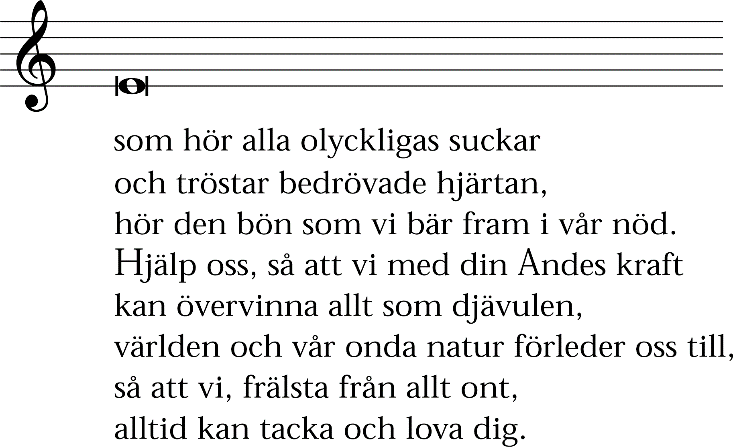 som hör alla olyckligas suckar
och tröstar bedrövade hjärtan,
hör den bön som vi bär fram i vår nöd.
Hjälp oss, så att vi med din Andes kraft
kan övervinna allt som djävulen,
världen och vår onda natur förleder oss till,
så att vi, frälsta från allt ont,
alltid kan tacka och lova dig.